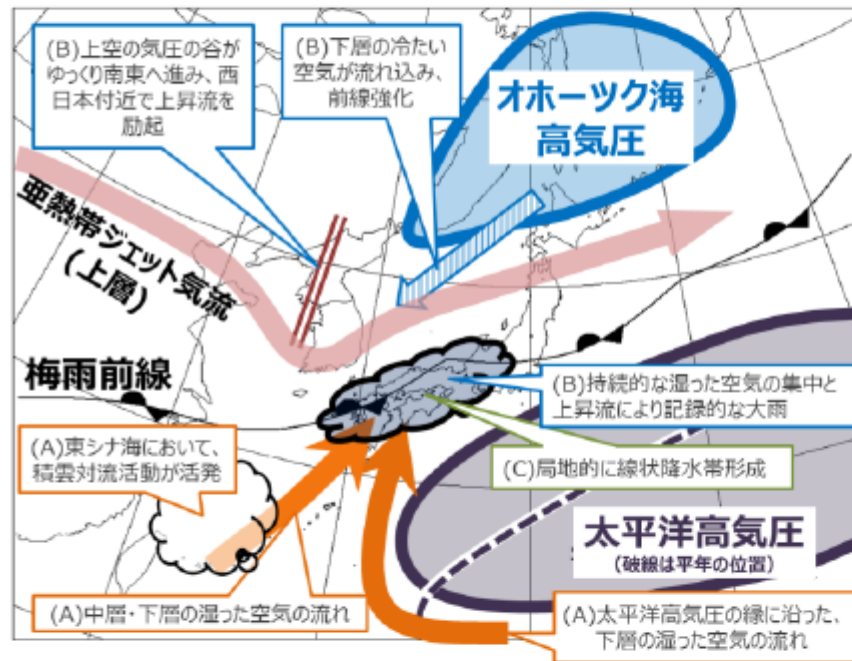 (B)上空の気圧の谷が
ゆっくり南東へ進み、西
日本付近で上昇流を
励起
(B)下層の冷たい
空気が流れ込み、
前線強化
オホーツク海
高気圧
亜熱帯ジェット気流
(上層)
梅雨前線
(B)持続的な湿った空気の集中と
上昇流により記録的な大雨
(A)東シナ海において、
積雲対流活動が活発
(C)局地的に線状降水帯形成
太平洋高気圧
(破線は平年の位置)
(A)中層・下層の湿った空気の流れ
(A)太平洋高気圧の縁に沿った、
下層の湿った空気の流れ